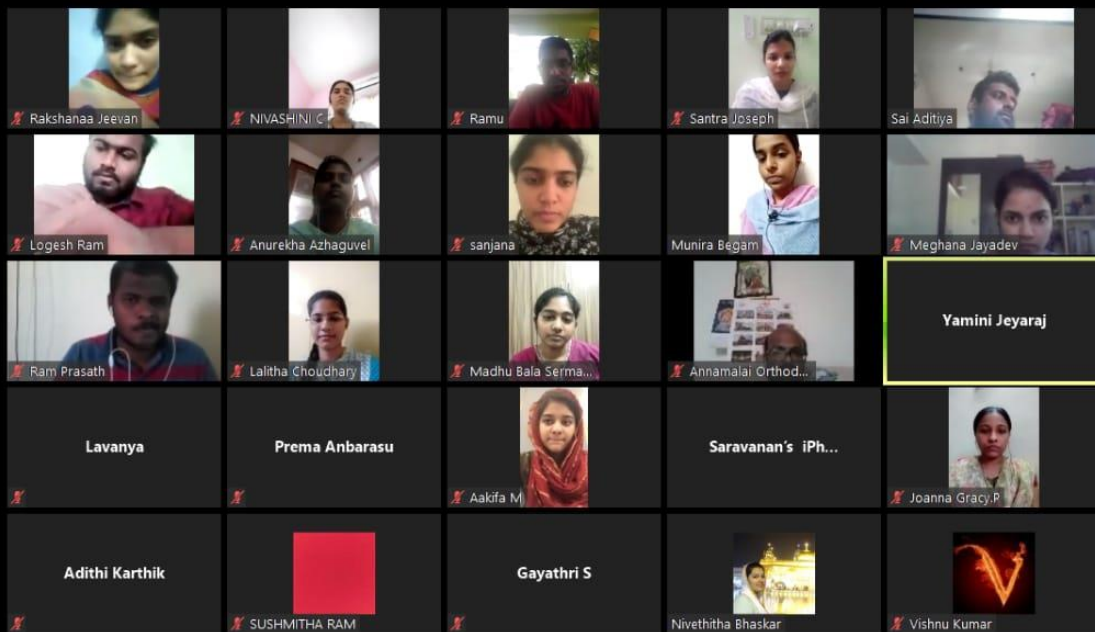 Rakshanaa Jeevan
NIVASHINI C
Ramu
Santra Joseph
Sai Aditiya
Logesh Ram
Anurekha Azhaguvel
sanjana
Munira Begam
Meghana Jayadev
Ram Prasath
Lalitha Choudhary
Madhu Bala Serma...
Annamalai Orthod...
Yamini Jeyaraj
Lavanya
Prema Anbarasu
Aakifa M
Saravanan's iPh...
Joanna Gracy.P
Adithi Karthik
SUSHMITHA RAM
Gayathri S
Nivethitha Bhaskar
V
Vishnu Kumar